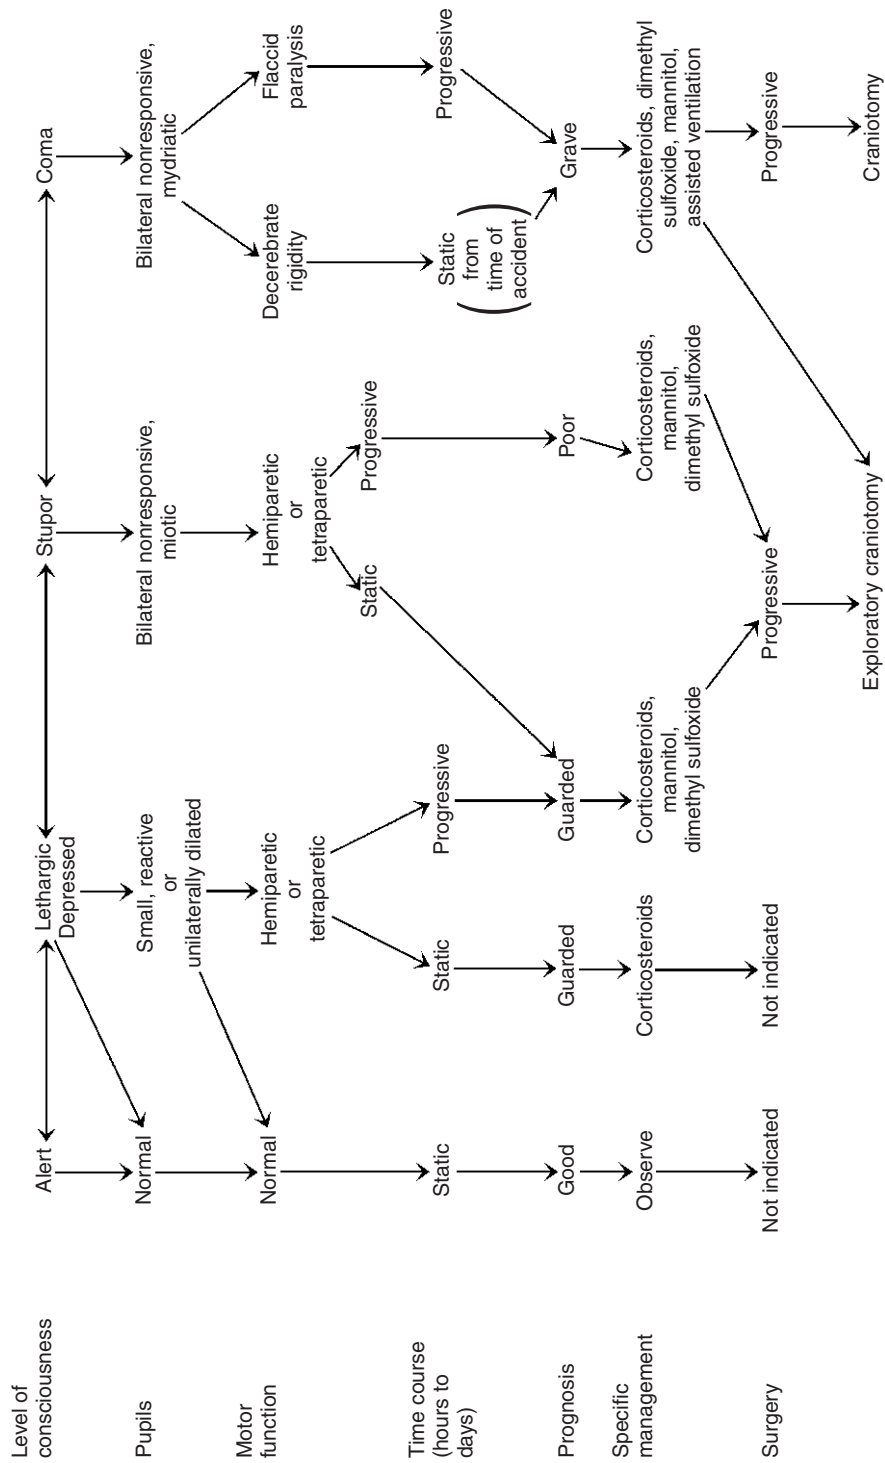 Level of
consciousness
Alert
Lethargic
Depressed
Stupor
Coma
Pupils
Normal
Small, reactive
or
unilaterally dilated
Bilateral nonresponsive,
miotic
Bilateral nonresponsive,
mydriatic
Motor
function
Normal
Hemiparetic
or
tetraparetic
Hemiparetic
or
tetraparetic
Decerebrate
rigidity
Flaccid
paralysis
Time course
(hours to
days)
Static
Static
Progressive
Static
Progressive
Static
from
time of
accident
Progressive
Prognosis
Good
Guarded
Guarded
Poor
Grave
Specific
management
Observe
Corticosteroids
Corticosteroids,
mannitol,
dimethyl sulfoxide
Corticosteroids,
mannitol,
dimethyl sulfoxide
Corticosteroids, dimethyl
sulfoxide, mannitol,
assisted ventilation
Surgery
Not indicated
Not indicated
Progressive
Progressive
Exploratory craniotomy
Craniotomy